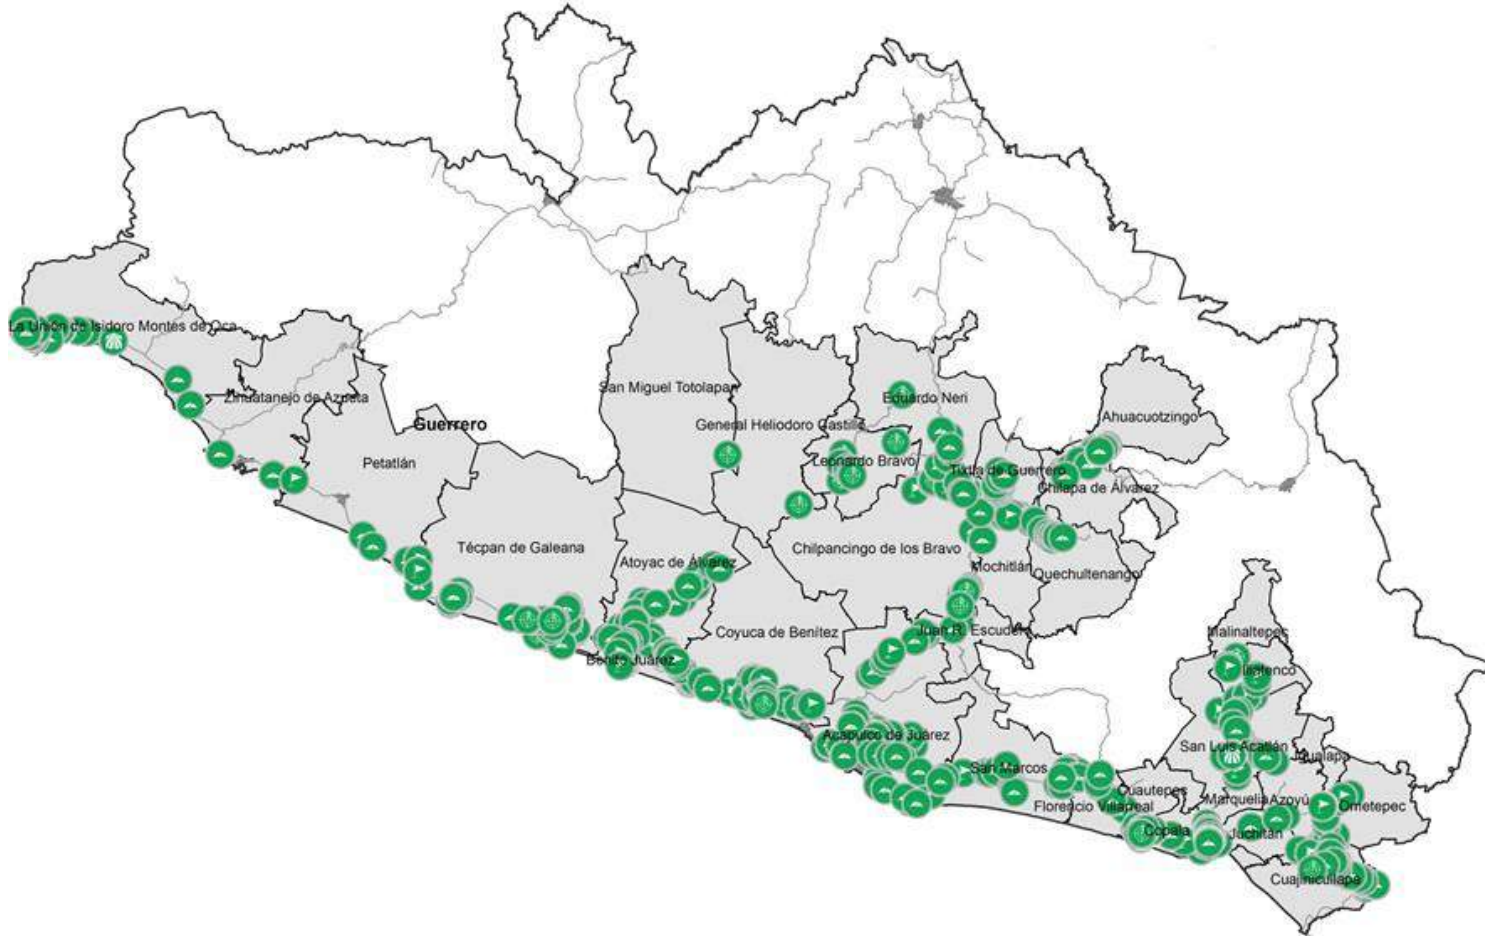 La Unión de Isidoro Montes de Oca
San Miguel Totolapan
Zihuatanejo de Azueta
Eduardo Neri
Ahuacuotzingo
Guerrero
General Heliodoro Castillo
Petatlán
Leonardo Bravo
Tixtla de Guerrero
Chilapa de Álvarez
Técpan de Galeana
Chilpancingo de los Bravo
Atoyac de Álvarez
Mochitlán
Quechultenango
Coyuca de Benítez
Juan R. Escudero
Malinaltepec
Benito Juárez
Iliatenco
Acapulco de Juárez
San Luis Acatlán
Igualapa
San Marcos
Cuautepec
Marquelia
Azoyú
Ometepec
Florencio Villarreal
Copala
Juchitán
Cuajinicuilapa